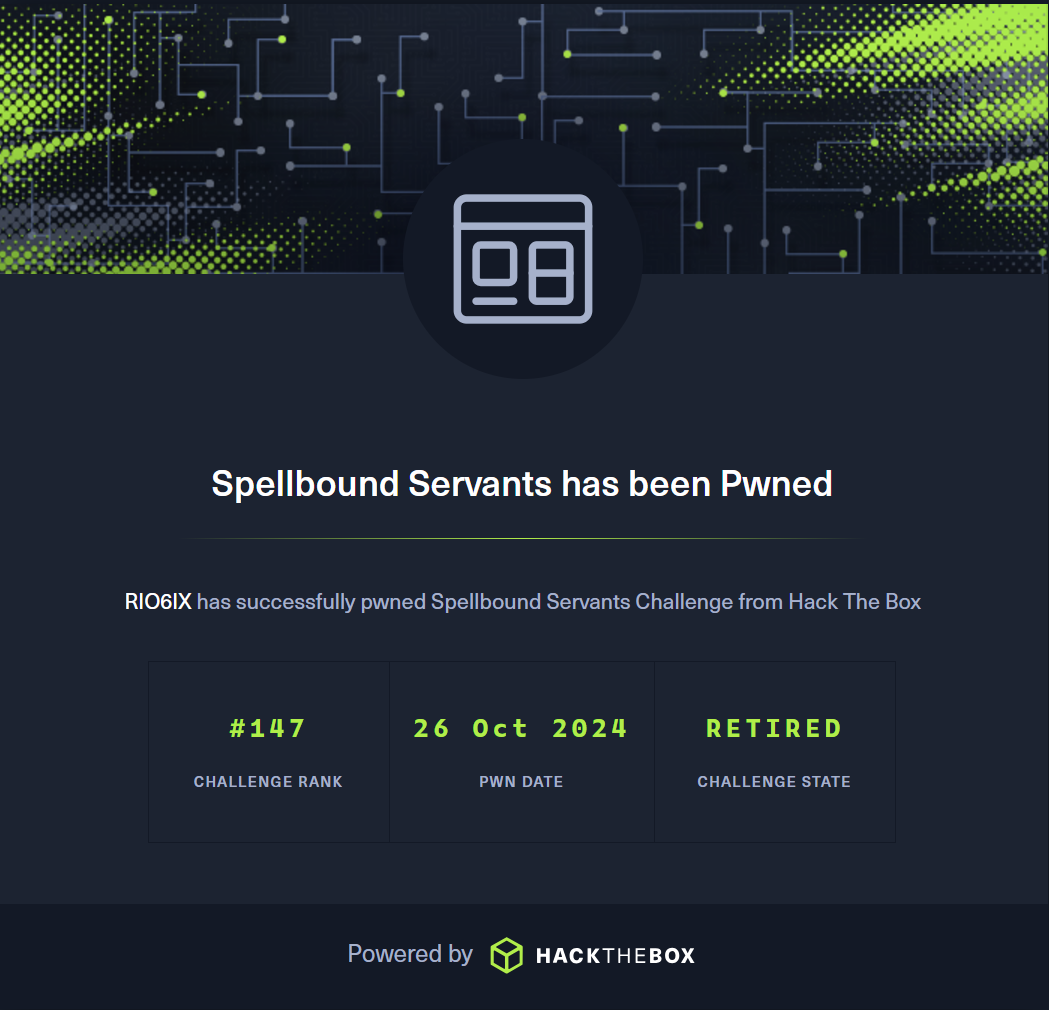 Spellbound Servants has been Pwned
RIO6IX has successfully pwned Spellbound Servants Challenge from Hack The Box
#147
CHALLENGE RANK
26 Oct 2024
PWN DATE
RETIRED
CHALLENGE STATE
Powered by HACKTHEBOX